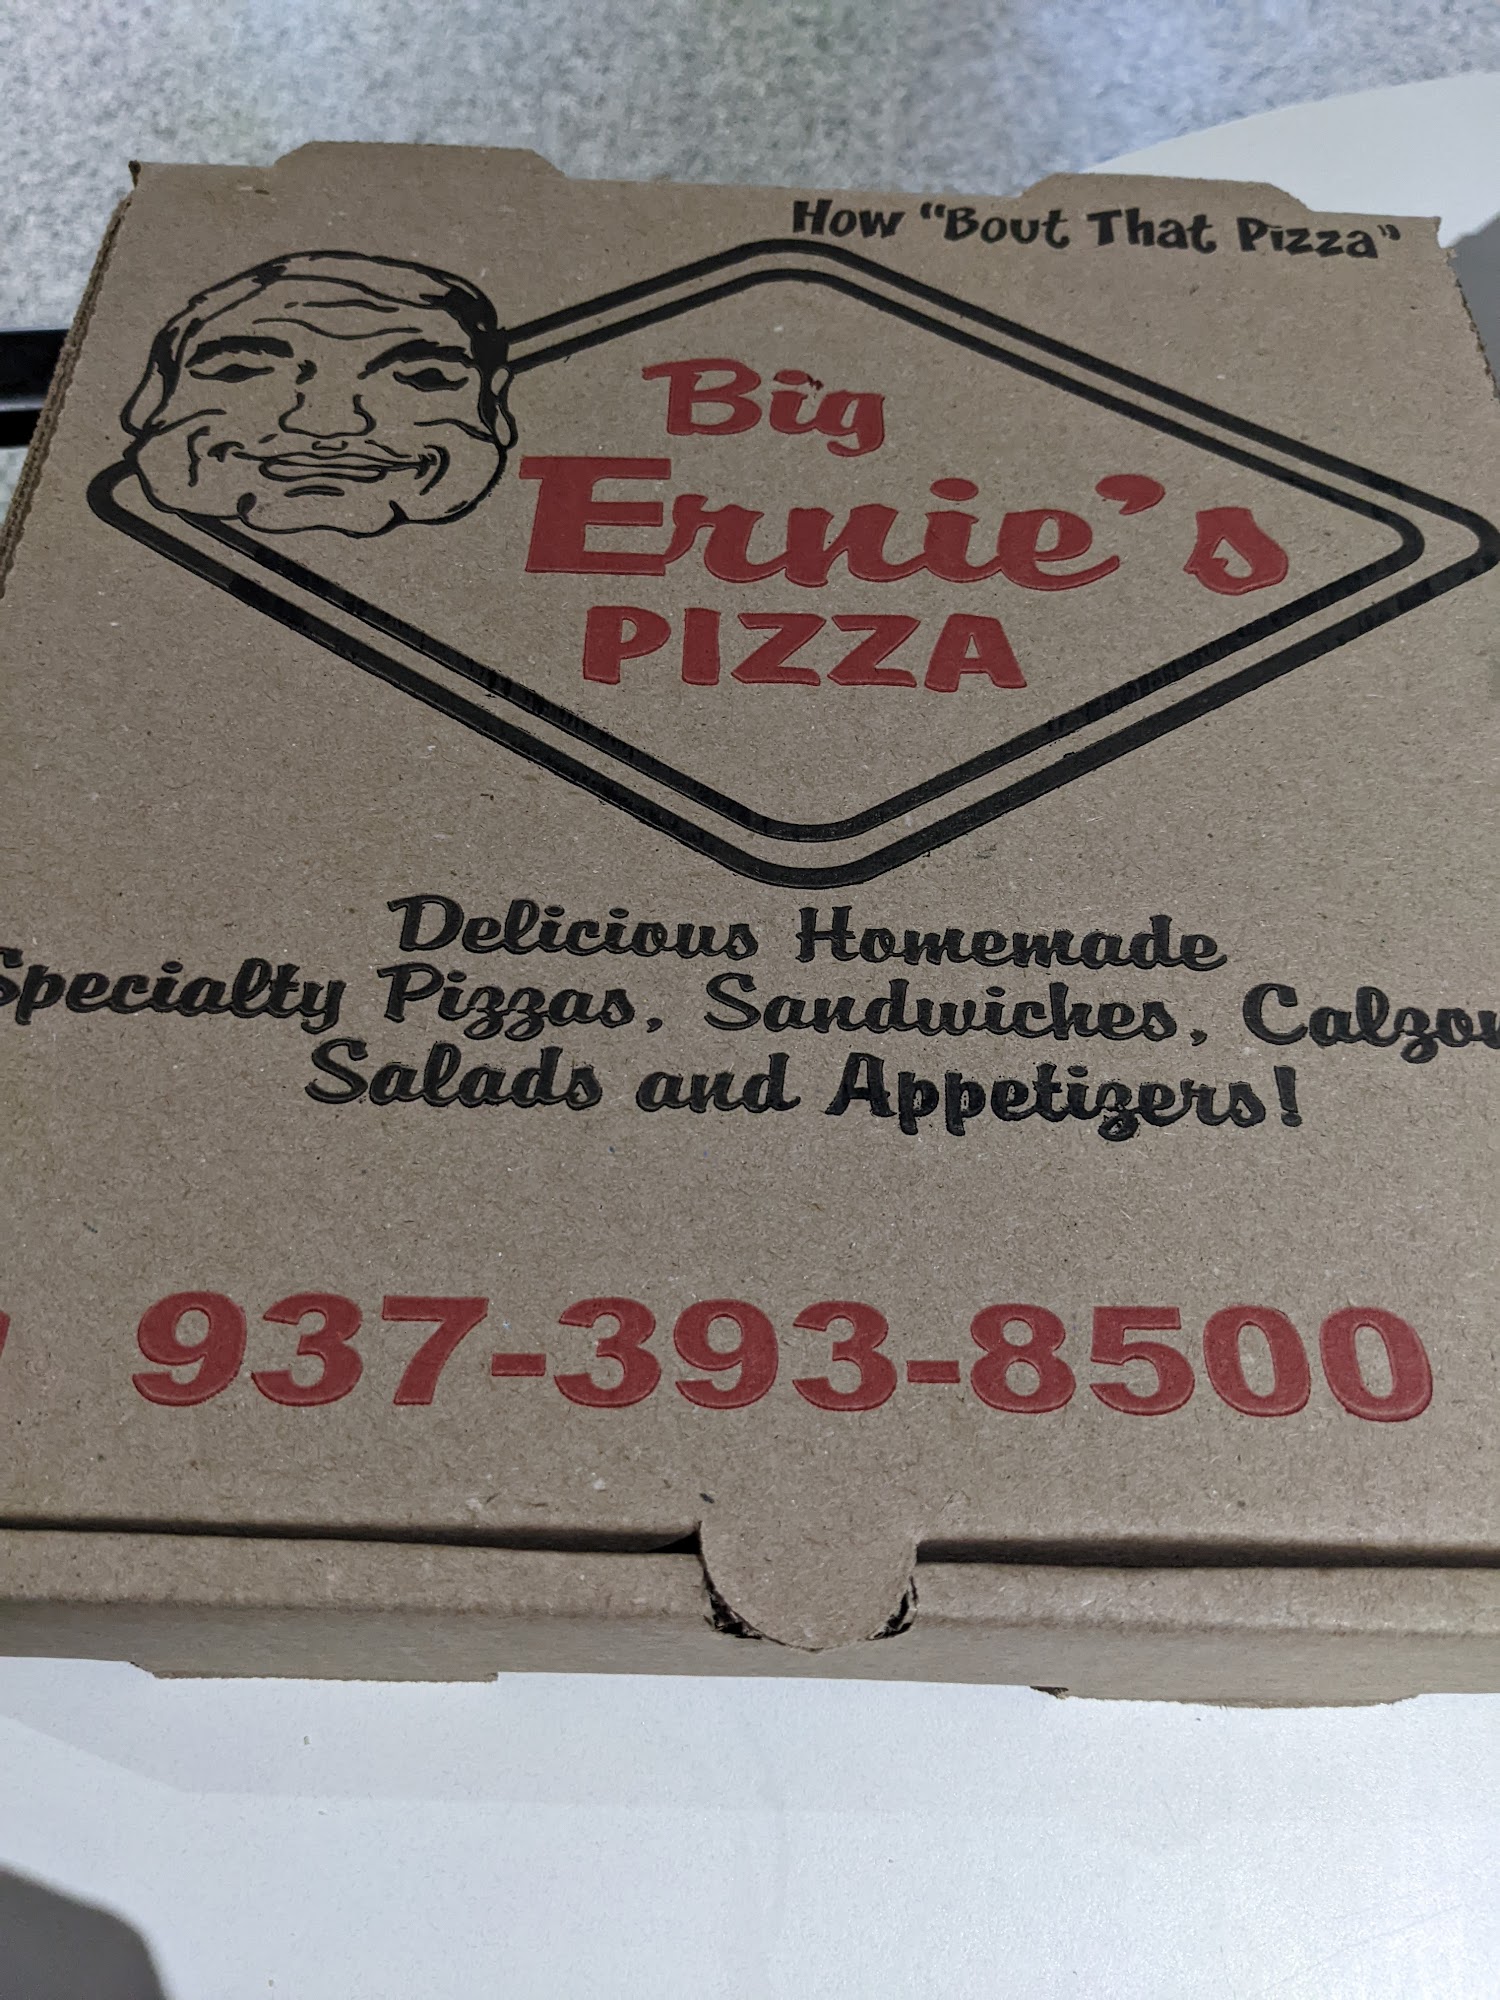 How “Bout That Pizza”
Big
Ernie’s
PIZZA
Delicious Homemade
Specialty Pizzas, Sandwiches,
Salads and Appetizers!
937-393-8500